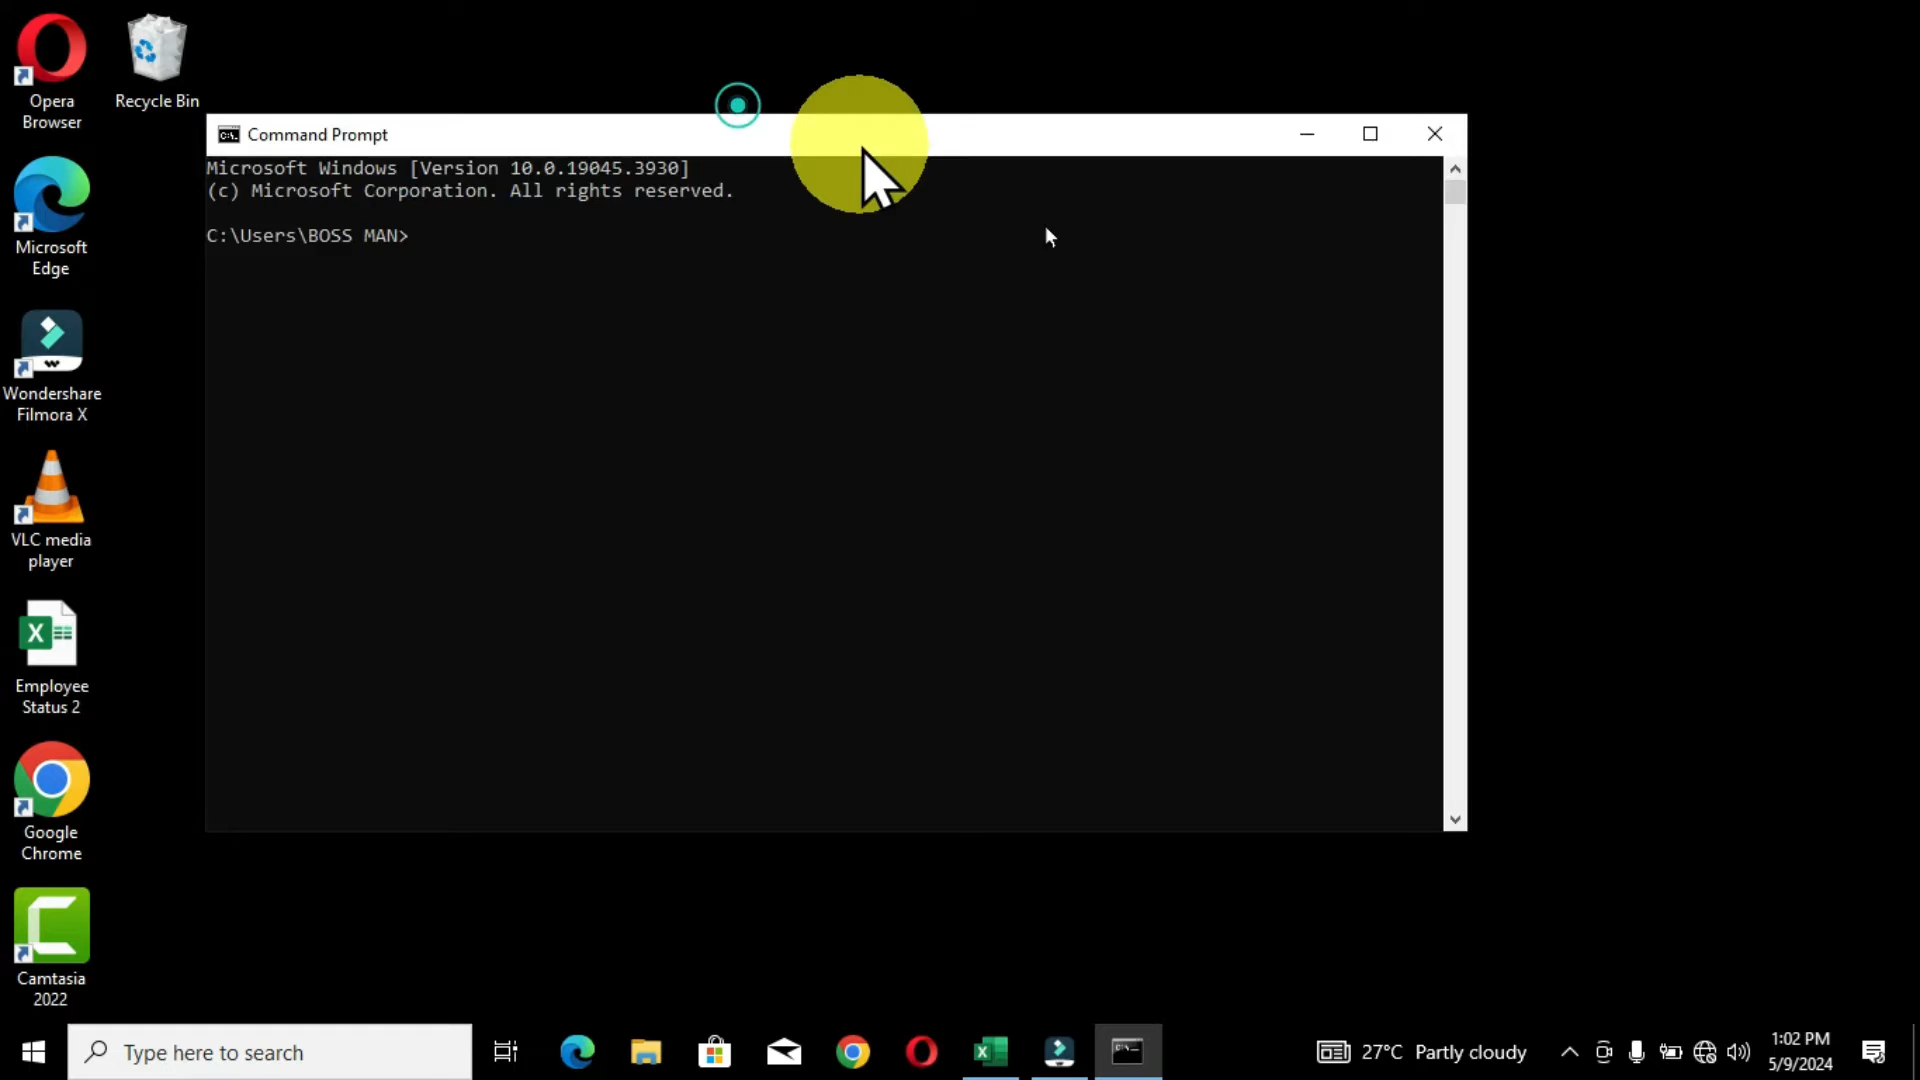 Opera
Browser
Recycle Bin
Microsoft
Edge
Wondershare
Filmora X
VLC media
player
Employee
Status 2
Google
Chrome
Camtasia
2022
Command Prompt
Microsoft Windows [Version 10.0.19045.3930]
(c) Microsoft Corporation. All rights reserved.
C:\Users\BOSS MAN>
Type here to search
27°C Partly cloudy
1:02 PM
5/9/2024